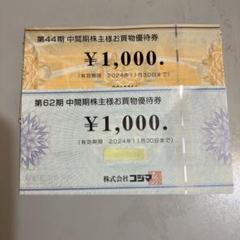 第44期 中間期株主様お買物優待券
¥1,000.
(有効期限 2024年11月30日まで)
第62期 中間期株主様お買物優待券
¥1,000.
(有効期限 2024年11月30日まで)
株式会社コジマ